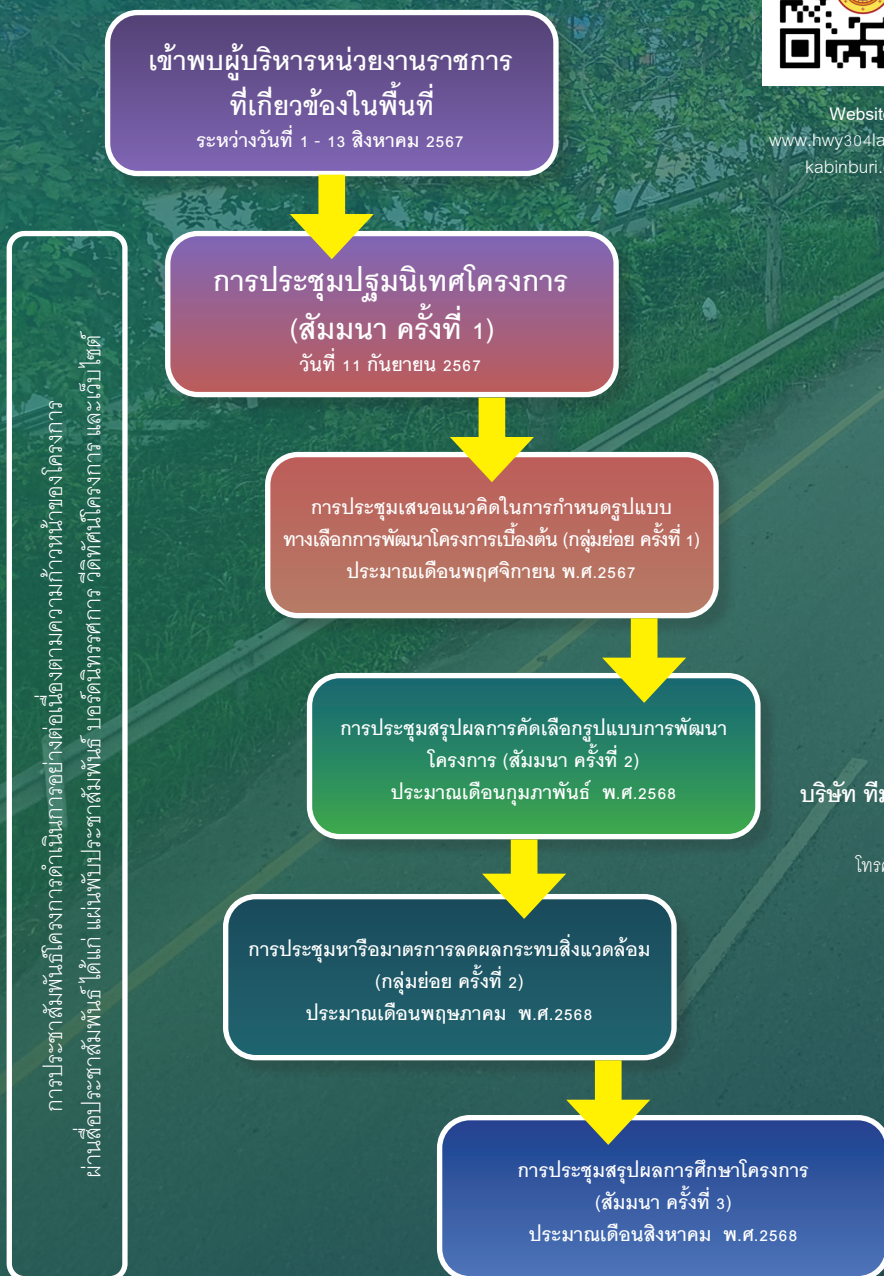 เข้าพบผู้บริหารหน่วยงานราชการ
ที่เกี่ยวข้องในพื้นที่
ระหว่างวันที่ 1 - 13 สิงหาคม 2567
การประชุมปฐมนิเทศโครงการ
(สัมมนา ครั้งที่ 1)
วันที่ 11 กันยายน 2567
การประชุมเสนอแนวคิดในการกำหนดรูปแบบ
ทางเลือกการพัฒนาโครงการเบื้องต้น (กลุ่มย่อย ครั้งที่ 1)
ประมาณเดือนพฤศจิกายน พ.ศ.2567
การประชุมสรุปผลการคัดเลือกรูปแบบการพัฒนา
โครงการ (สัมมนา ครั้งที่ 2)
ประมาณเดือนกุมภาพันธ์ พ.ศ.2568
การประชุมหารือมาตรการลดผลกระทบสิ่งแวดล้อม
(กลุ่มย่อย ครั้งที่ 2)
ประมาณเดือนพฤษภาคม พ.ศ.2568
การประชุมสรุปผลการศึกษาโครงการ
(สัมมนา ครั้งที่ 3)
ประมาณเดือนสิงหาคม พ.ศ.2568
การประชาสัมพันธ์โครงการดำเนินการอย่างต่อเนื่องตามความก้าวหน้าของโครงการ
ผ่านสื่อประชาสัมพันธ์ ได้แก่ แผ่นพับประชาสัมพันธ์ บอร์ดนิทรรศการ วีดิทัศน์โครงการ และเว็บไซต์
Website
www.hwy304la
kabinburi.
บริษัท ทีม
โทรศ